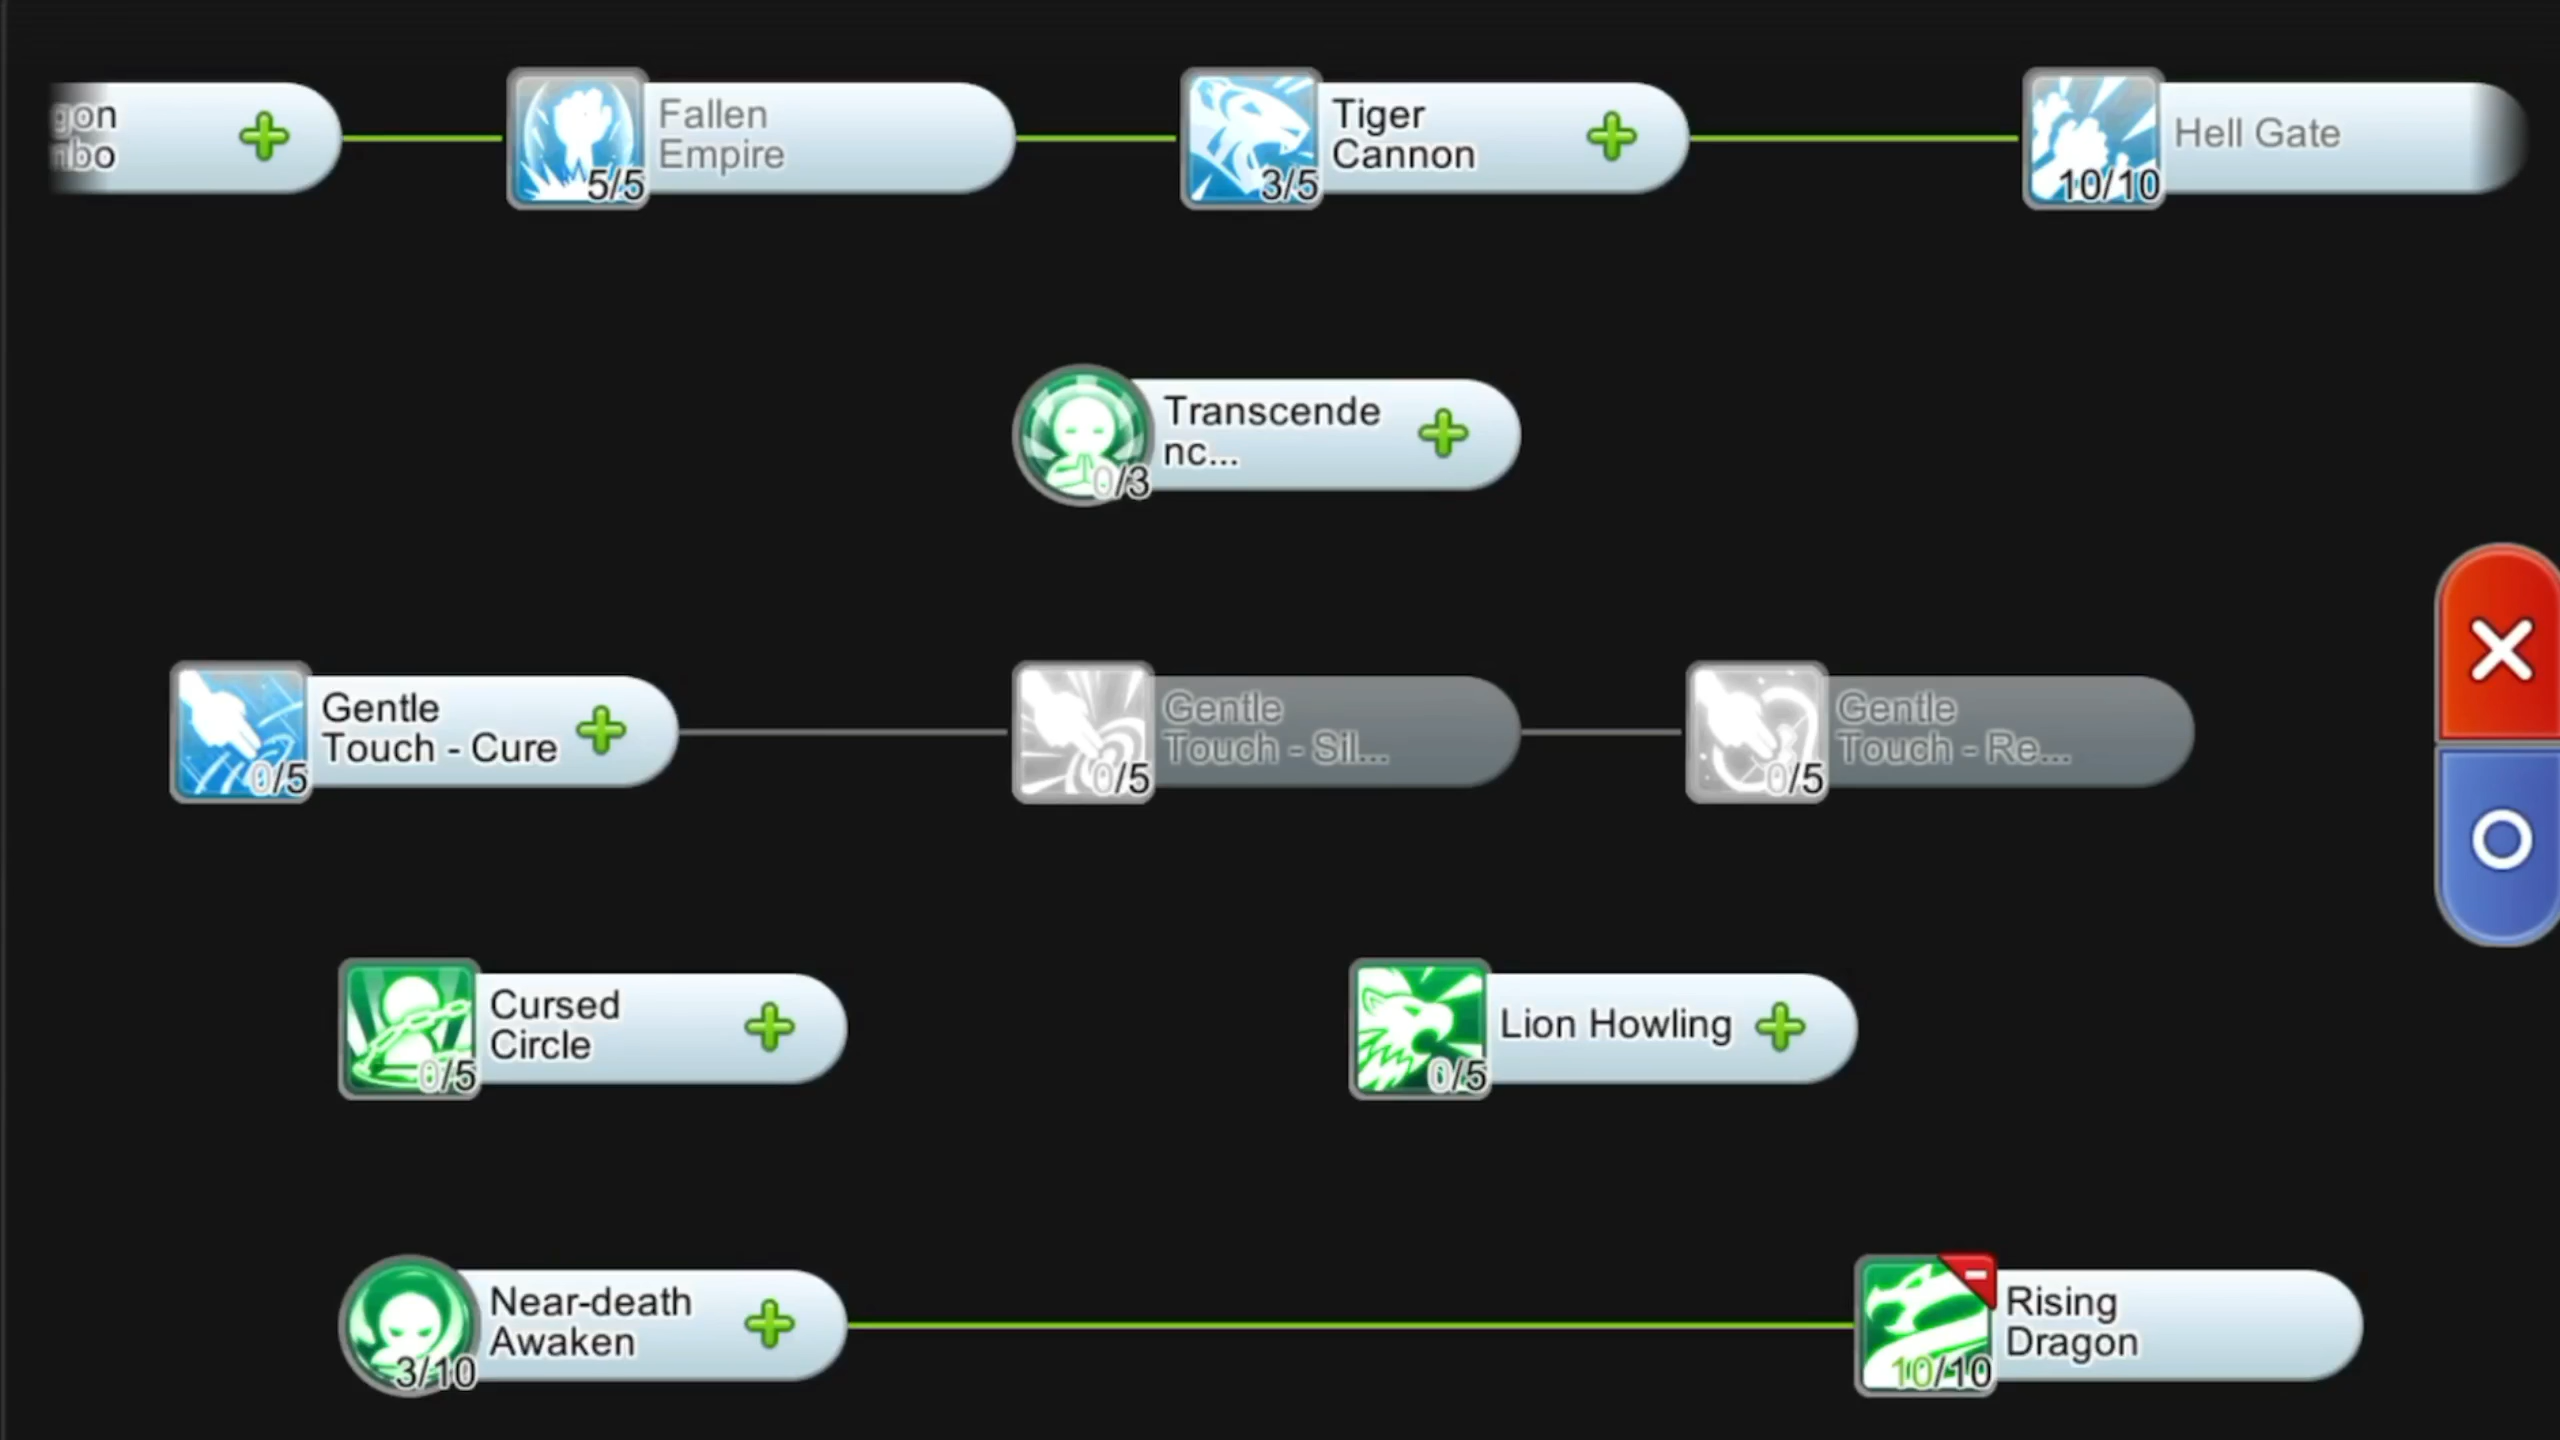 gon
mbo
5/5
Fallen
Empire
3/5
Tiger
Cannon
10/10
Hell Gate
0/3
Transcende
nc...
0/5
Gentle
Touch - Cure
0/5
Gentle
Touch - Sil...
0/5
Gentle
Touch - Re...
0/5
Cursed
Circle
0/5
Lion Howling
3/10
Near-death
Awaken
10/10
Rising
Dragon